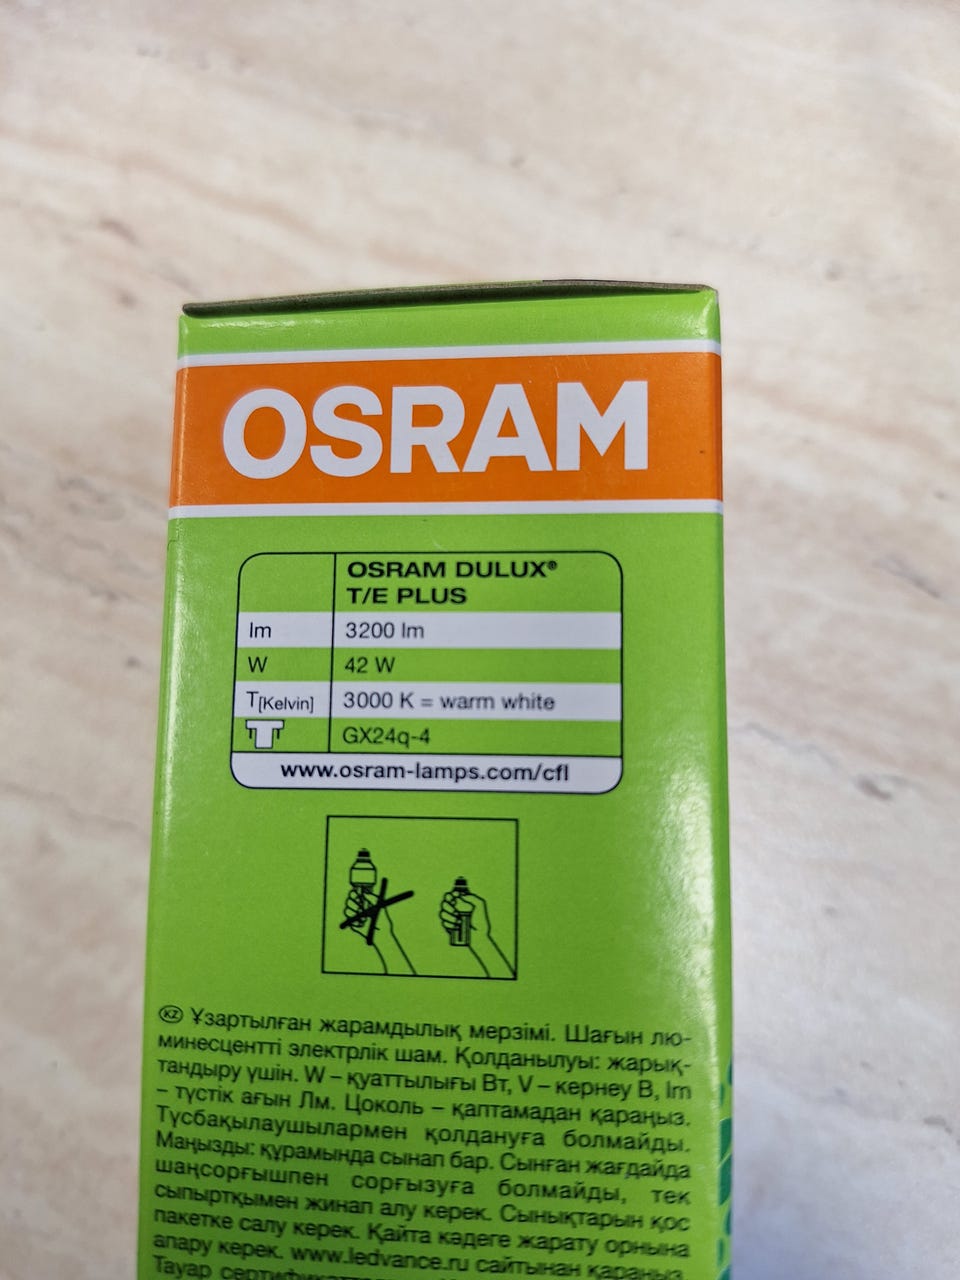 OSRAM
OSRAM DULUX®
T/E PLUS
lm 3200 lm
W 42 W
T[Kelvin] 3000 K = warm white
GX24q-4
www.osram-lamps.com/cfl
KZ Ұзартылған жарамдылық мерзімі. Шағын лю-
минесцентті электрлік шам. Қолданылуы: жарық-
тандыру үшін. W – қуаттылығы Вт, V – кернеу В, lm
– түстік ағын Лм. Цоколь – қаптамадан қараңыз.
Түсбақылаушылармен қолдануға болмайды.
Маңызды: құрамында сынап бар. Сынған жағдайда
шаңсорғышпен сорғызуға болмайды, тек
сыпыртқымен жинап алу керек. Сынықтарын қос
пакетке салу керек. Қайта кәдеге жарату орнына
апару керек. www.ledvance.ru сайтынан қараңыз.
Тауар